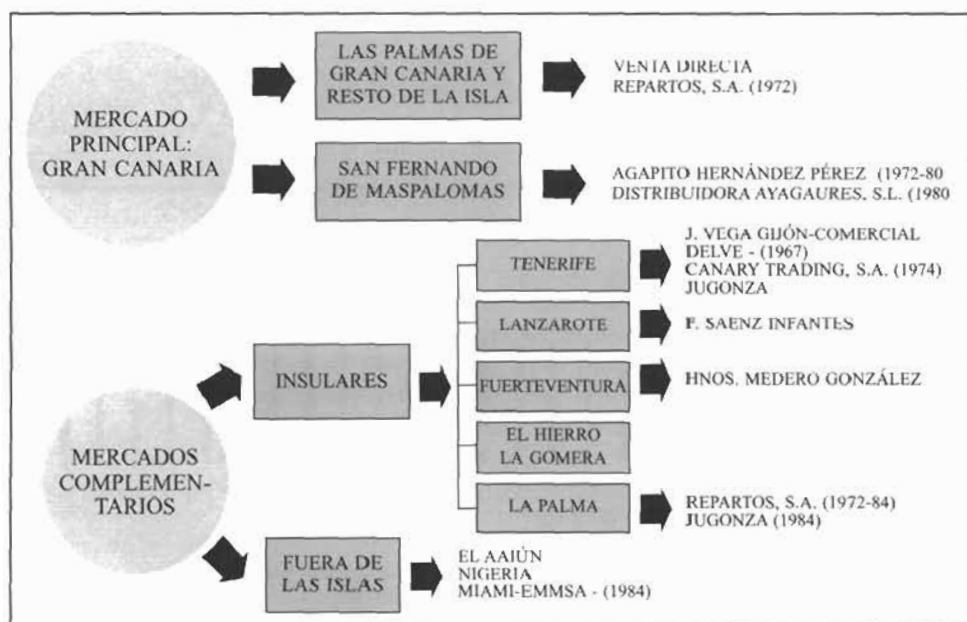 MERCADO
PRINCIPAL:
GRAN CANARIA
LAS PALMAS DE
GRAN CANARIA Y
RESTO DE LA ISLA
VENTA DIRECTA
REPARTOS, S.A. (1972)
SAN FERNANDO
DE MASPALOMAS
AGAPITO HERNÁNDEZ PÉREZ (1972-80
DISTRIBUIDORA AYAGAURES, S.L. (1980
MERCADOS
COMPLEMEN-
TARIOS
INSULARES
TENERIFE
J. VEGA GIJÓN-COMERCIAL
DELVE - (1967)
CANARY TRADING, S.A. (1974)
JUGONZA
LANZAROTE
F. SAENZ INFANTES
FUERTEVENTURA
HNOS. MEDERO GONZÁLEZ
EL HIERRO
LA GOMERA
LA PALMA
REPARTOS, S.A. (1972-84)
JUGONZA (1984)
FUERA DE
LAS ISLAS
EL AAIÚN
NIGERIA
MIAMI-EMMSA - (1984)